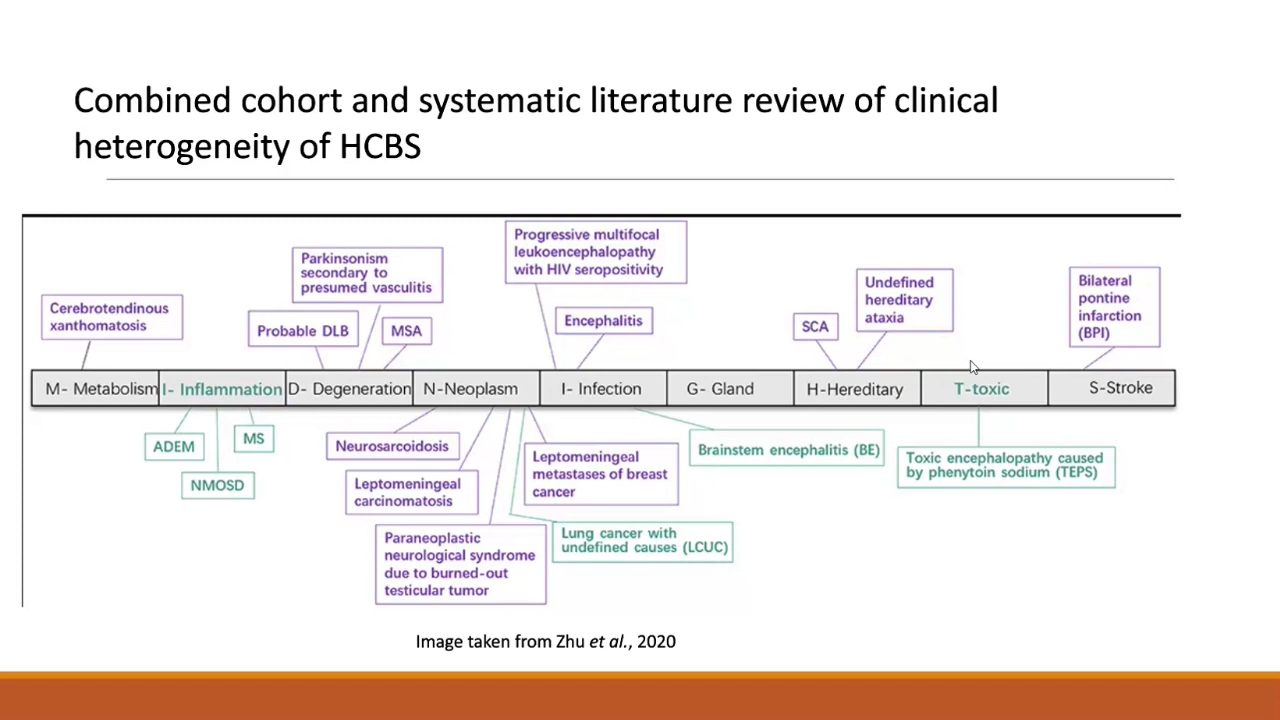 Combined cohort and systematic literature review of clinical
heterogeneity of HCBS
Progressive multifocal
leukoencephalopathy
with HIV seropositivity
Parkinsonism
secondary to
presumed vasculitis
Cerebrotendinous
xanthomatosis
Probable DLB
MSA
Encephalitis
SCA
Undefined
hereditary
ataxia
Bilateral
pontine
infarction
(BPI)
M- Metabolism
I- Inflammation
D- Degeneration
N-Neoplasm
I- Infection
G- Gland
H-Hereditary
T-toxic
S-Stroke
ADEM
MS
NMOSD
Neurosarcoidosis
Leptomeningeal
carcinomatosis
Paraneoplastic
neurological syndrome
due to burned-out
testicular tumor
Leptomeningeal
metastases of breast
cancer
Lung cancer with
undefined causes (LCUC)
Brainstem encephalitis (BE)
Toxic encephalopathy caused
by phenytoin sodium (TEPS)
Image taken from Zhu et al., 2020